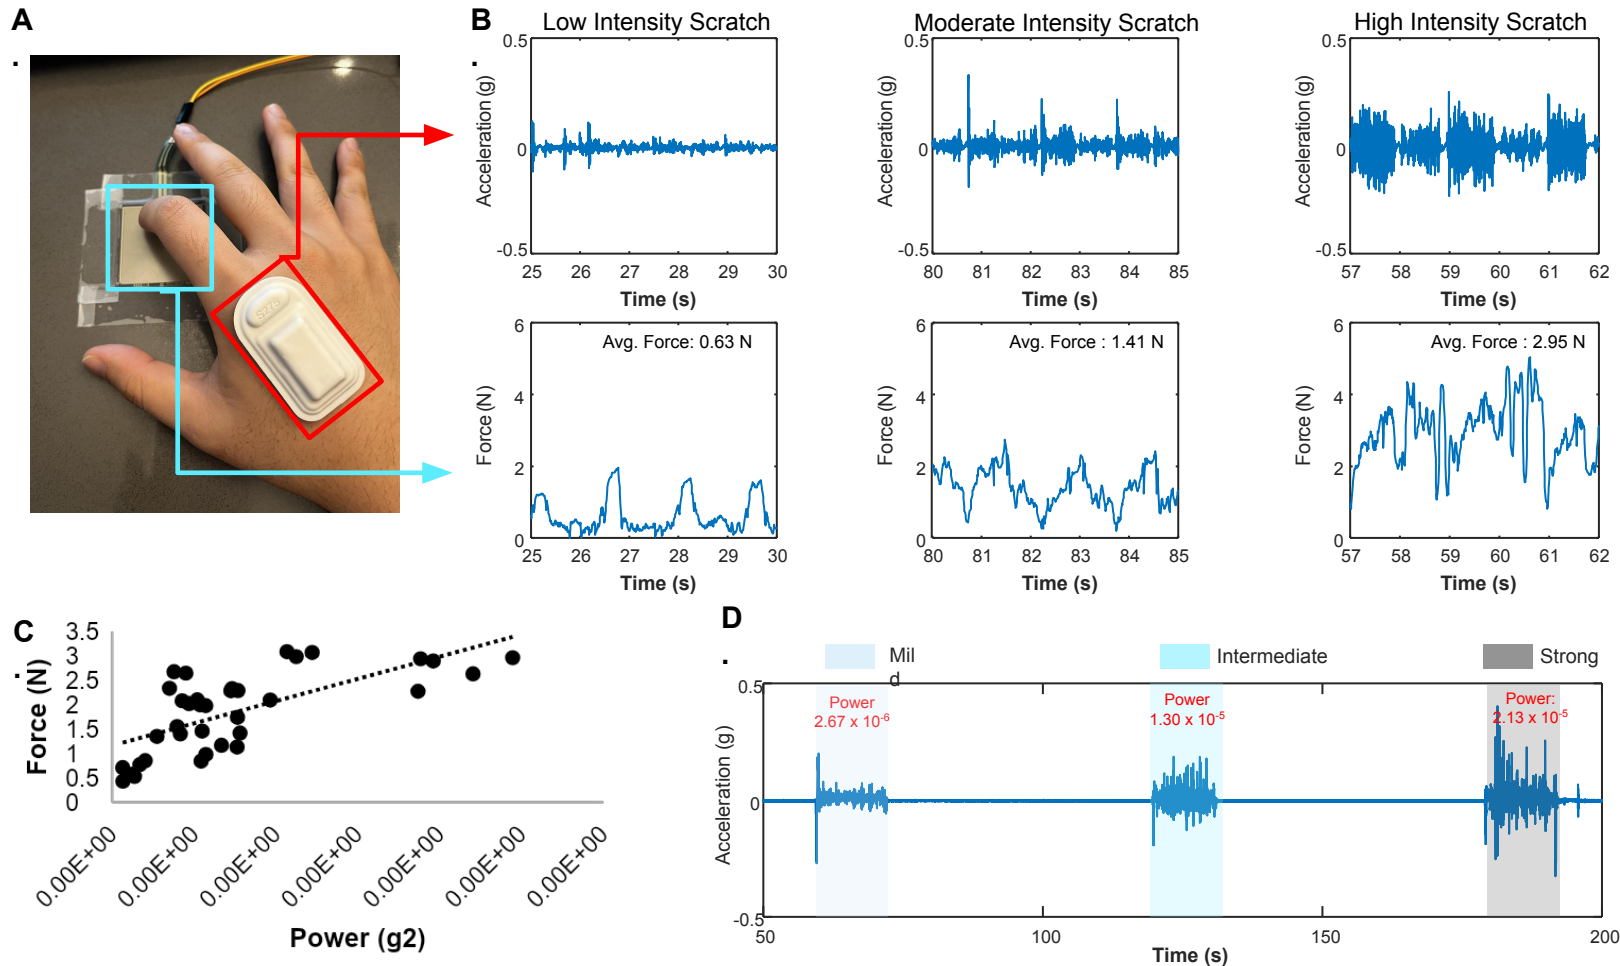 A
.
B
.
Low Intensity Scratch
Moderate Intensity Scratch
High Intensity Scratch
0.5
0
-0.5
Acceleration (g)
25 26 27 28 29 30
Time (s)
0.5
0
-0.5
Acceleration (g)
80 81 82 83 84 85
Time (s)
0.5
0
-0.5
Acceleration (g)
57 58 59 60 61 62
Time (s)
S275
6
4
2
0
Force (N)
Avg. Force: 0.63 N
25 26 27 28 29 30
Time (s)
6
4
2
0
Force (N)
Avg. Force : 1.41 N
80 81 82 83 84 85
Time (s)
6
4
2
0
Force (N)
Avg. Force : 2.95 N
57 58 59 60 61 62
Time (s)
C
.
3.5
3
2.5
2
1.5
1
0.5
0
Force (N)
0.00E+00 0.00E+00 0.00E+00 0.00E+00 0.00E+00 0.00E+00 0.00E+00
Power (g2)
D
.
Mil
d
Intermediate
Strong
0.5
0
-0.5
Acceleration (g)
Power
2.67 x 10-6
Power
1.30 x 10-5
Power:
2.13 x 10-5
50 100 150 200
Time (s)